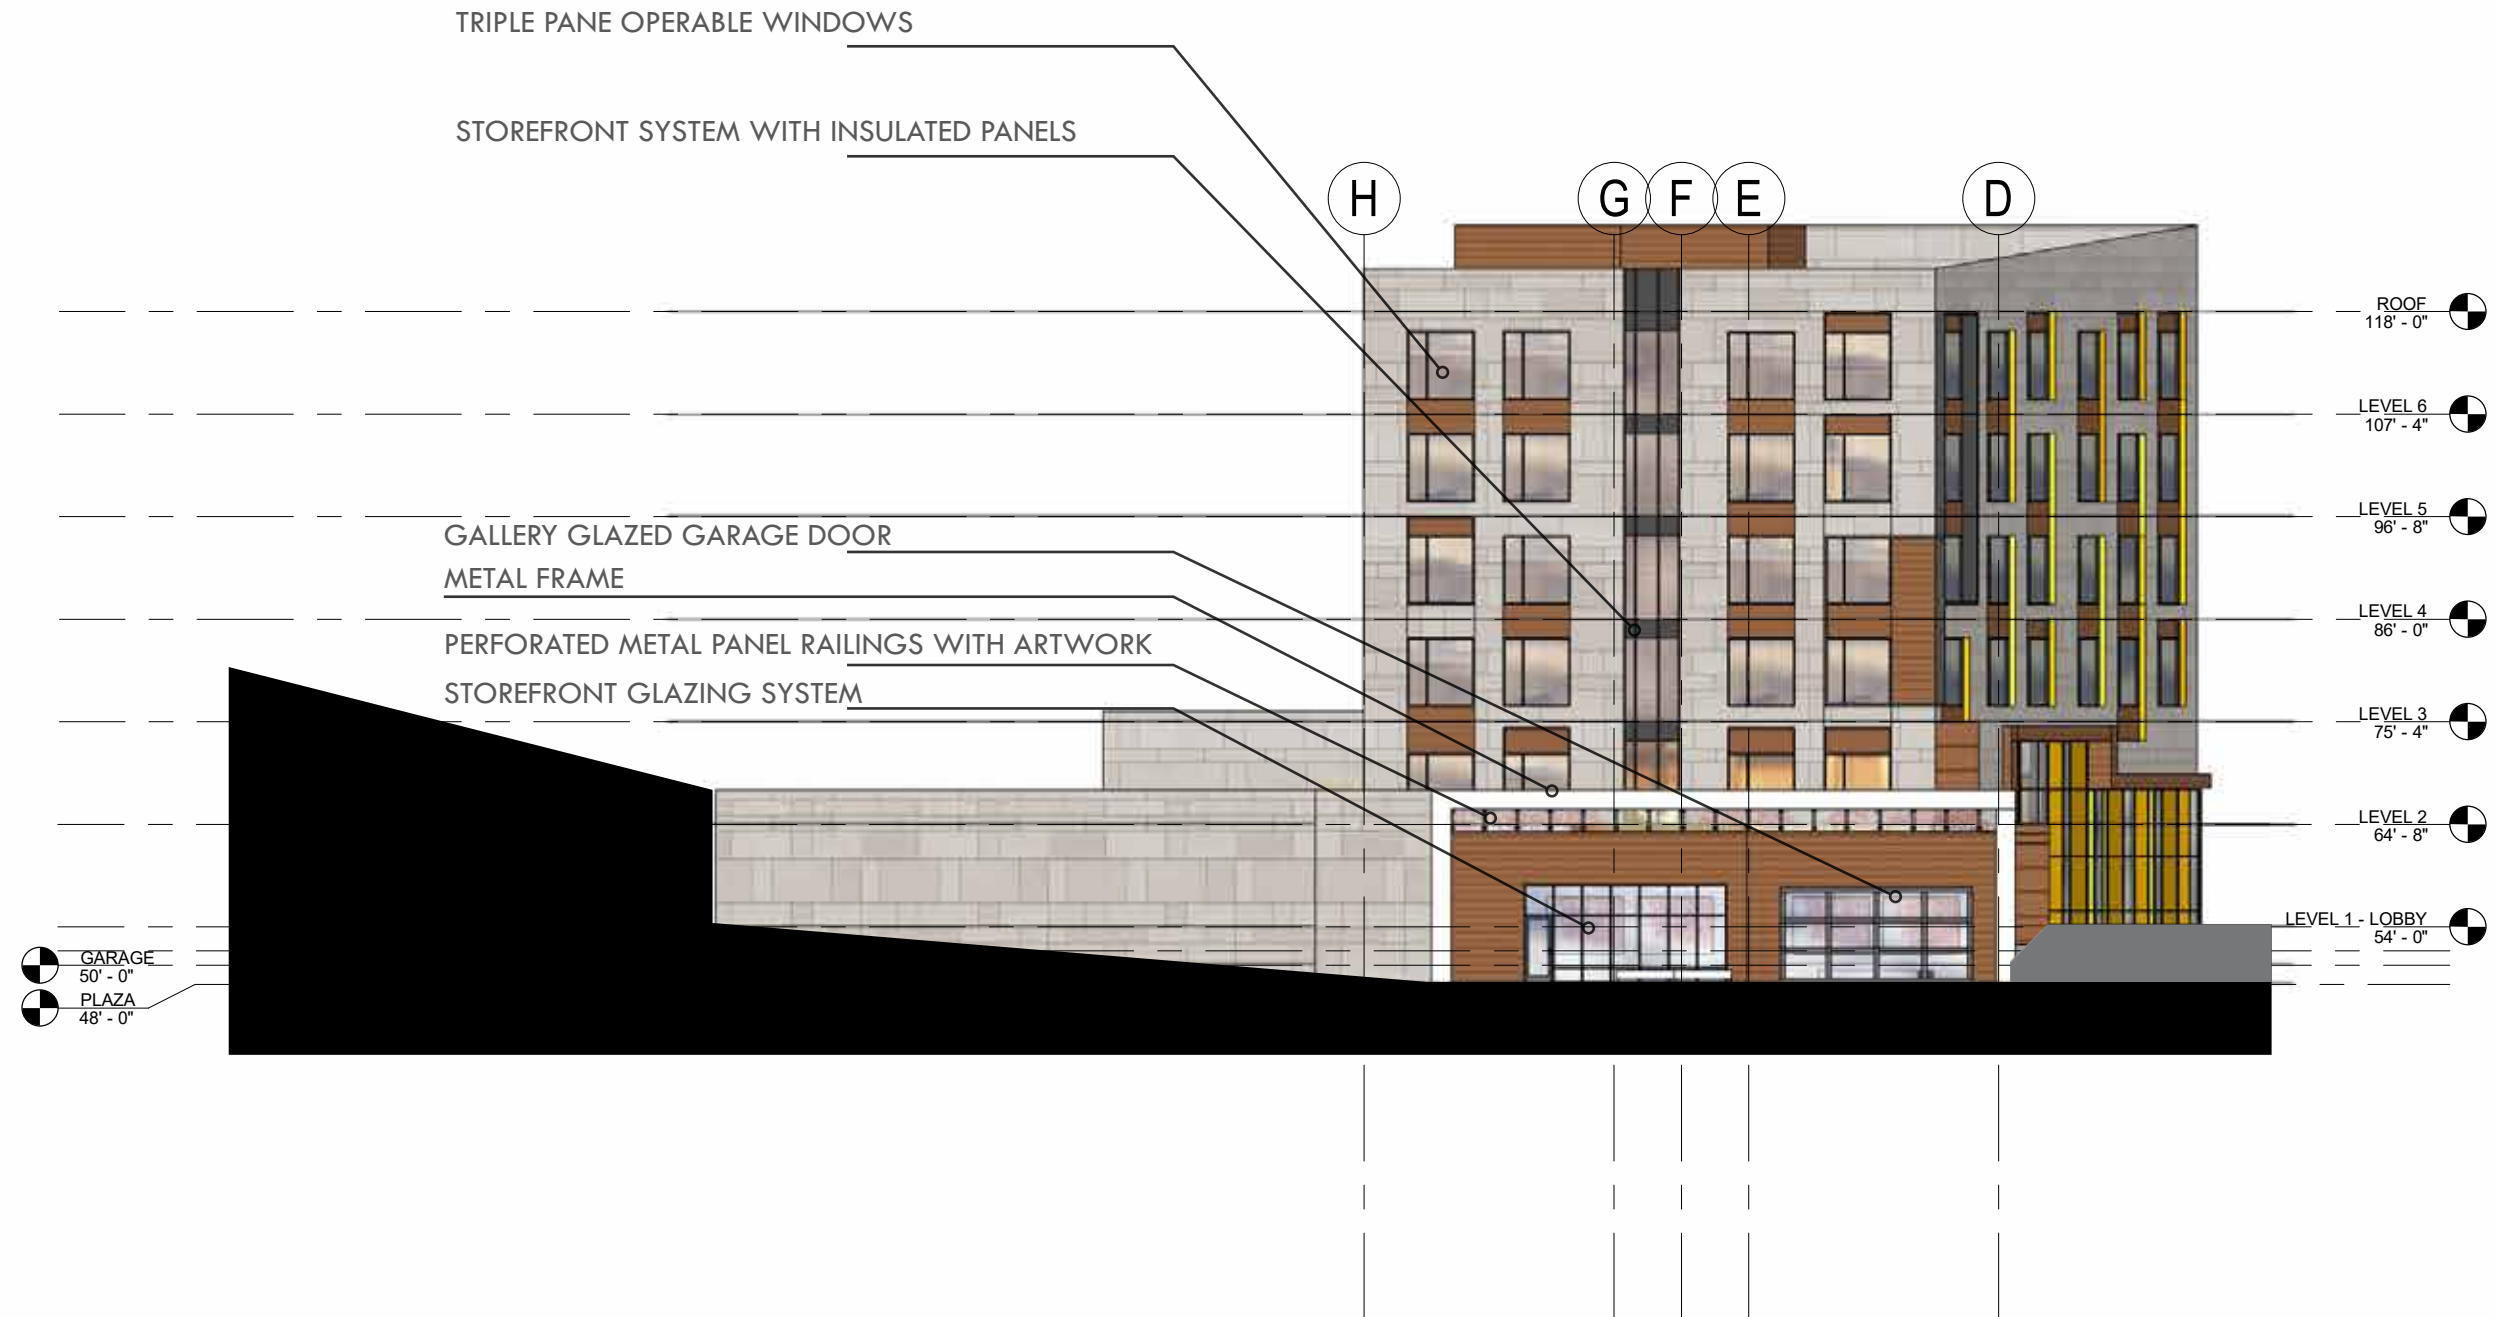 TRIPLE PANE OPERABLE WINDOWS
STOREFRONT SYSTEM WITH INSULATED PANELS
H
G
F
E
D
ROOF
118' - 0"
LEVEL 6
107' - 4"
LEVEL 5
96' - 8"
GALLERY GLAZED GARAGE DOOR
METAL FRAME
LEVEL 4
86' - 0"
PERFORATED METAL PANEL RAILINGS WITH ARTWORK
STOREFRONT GLAZING SYSTEM
LEVEL 3
75' - 4"
LEVEL 2
64' - 8"
LEVEL 1 - LOBBY
54' - 0"
GARAGE
50' - 0"
PLAZA
48' - 0"